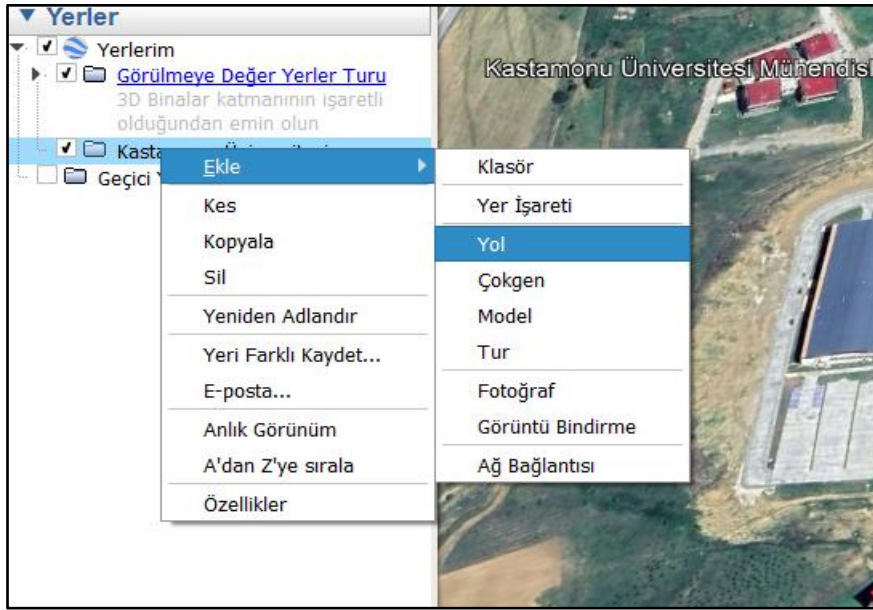 Yerler
Yerlerim
Görülmeye Değer Yerler Turu
3D Binalar katmanının işaretli
olduğundan emin olun
Kasta
Geçici
Ekle
Kes
Kopyala
Sil
Yeniden Adlandır
Yeri Farklı Kaydet...
E-posta...
Anlık Görünüm
A'dan Z'ye sırala
Özellikler
Klasör
Yer İşareti
Yol
Çokgen
Model
Tur
Fotoğraf
Görüntü Bindirme
Ağ Bağlantısı
Kastamonu Üniversitesi Mühendisl